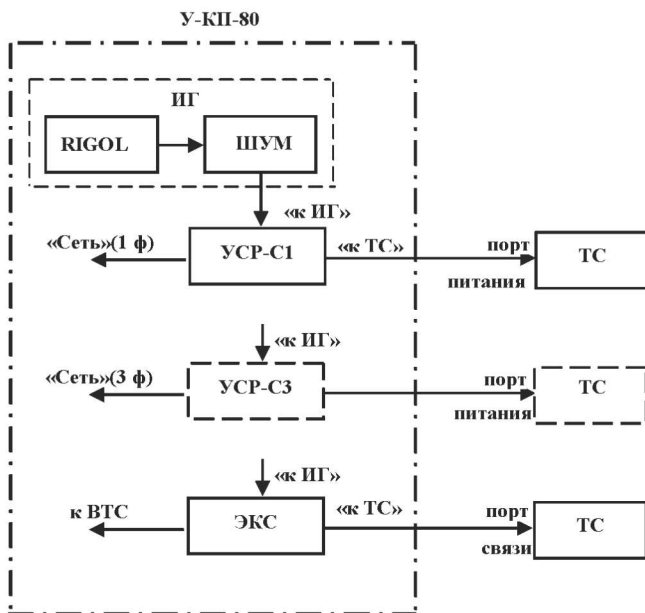 У-КП-80
ИГ
RIGOL
ШУМ
«к ИГ»
«Сеть»(1 ф)
УСР-С1
«к ТС»
порт
питания
ТС
«к ИГ»
«Сеть»(3 ф)
УСР-С3
порт
питания
ТС
«к ИГ»
к ВТС
ЭКС
«к ТС»
порт
связи
ТС